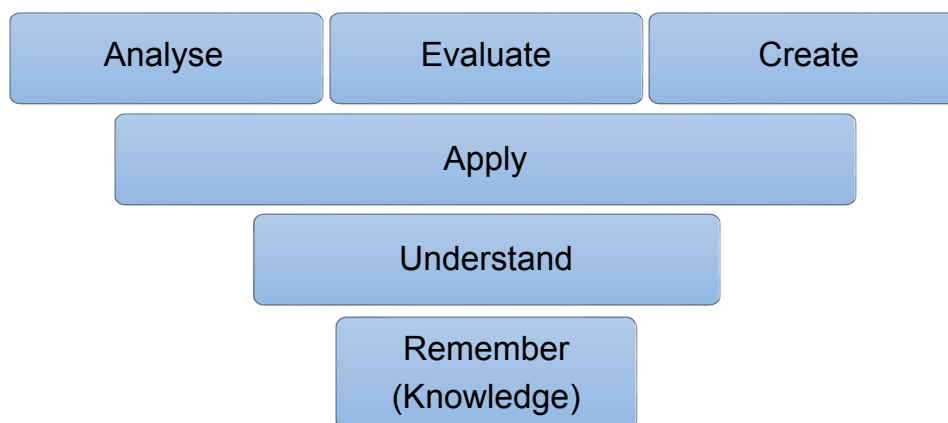 Analyse
Evaluate
Create
Apply
Understand
Remember
(Knowledge)